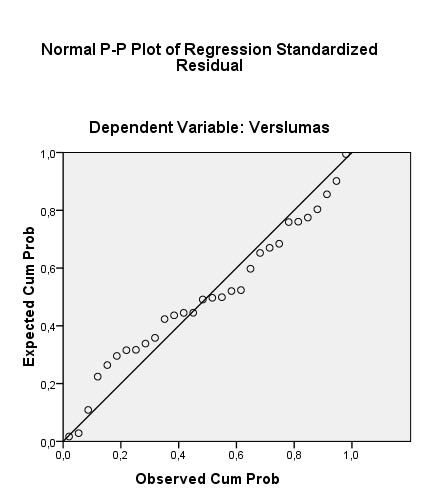 Normal P-P Plot of Regression Standardized
Residual
Dependent Variable: Verslumas
1,0
0,8
0,6
0,4
0,2
0,0
Expected Cum Prob
0,0 0,2 0,4 0,6 0,8 1,0
Observed Cum Prob